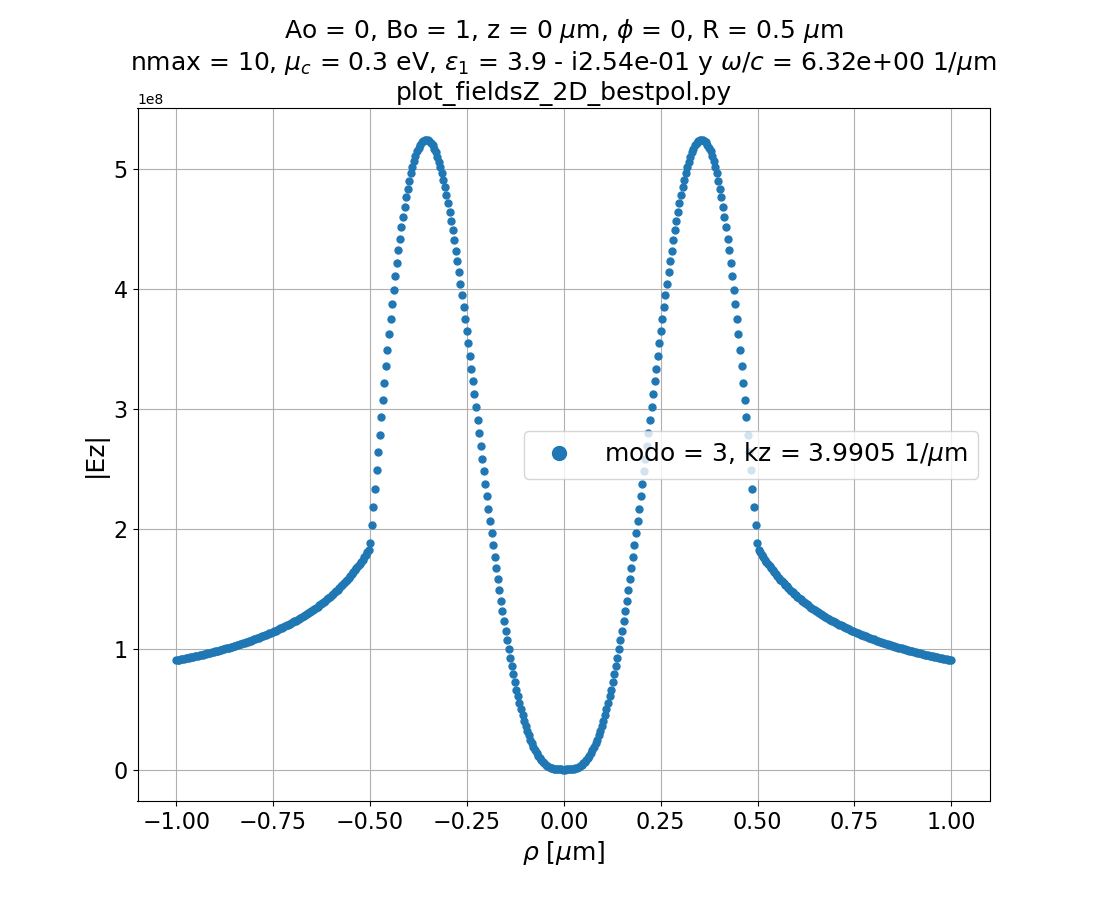 Ao = 0, Bo = 1, z = 0 μm, ϕ = 0, R = 0.5 μm
nmax = 10, μc = 0.3 eV, ε1 = 3.9 - i2.54e-01 y ω/c = 6.32e+00 1/μm
plot_fieldsZ_2D_bestpol.py
1e8
5
4
3
2
1
0
|Ez|
modo = 3, kz = 3.9905 1/μm
−1.00 −0.75 −0.50 −0.25 0.00 0.25 0.50 0.75 1.00
ρ [μm]